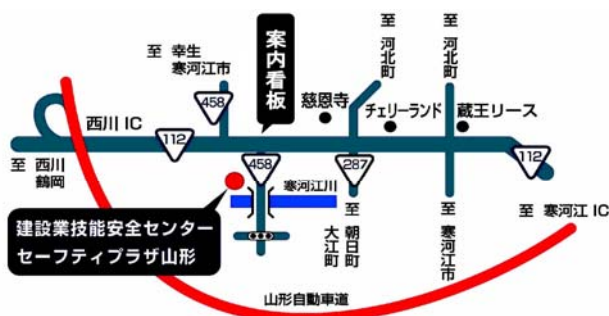 至 幸生
寒河江市
458
案内看板
至 河北町
至 河北町
慈恩寺
チェリーランド
蔵王リース
西川 IC
112
至 西川
鶴岡
458
287
112
寒河江川
建設業技能安全センター
セーフティプラザ山形
至 朝日町
大江町
至 寒河江市
至 寒河江 IC
山形自動車道